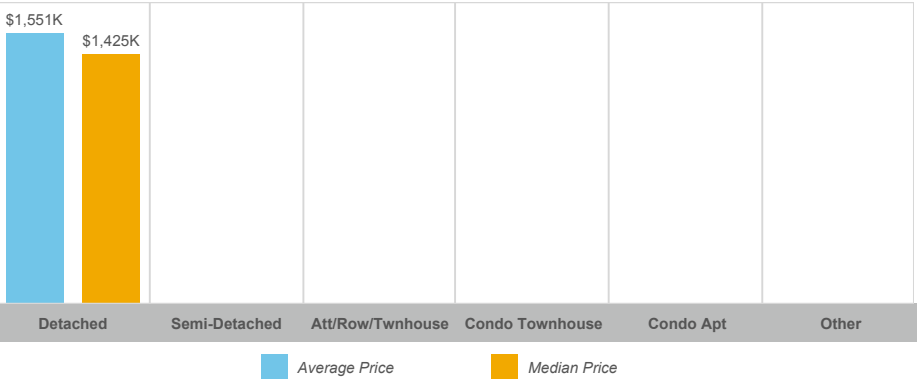 $1,551K
$1,425K
Detached Semi-Detached Att/Row/Twnhouse Condo Townhouse Condo Apt Other
Average Price Median Price